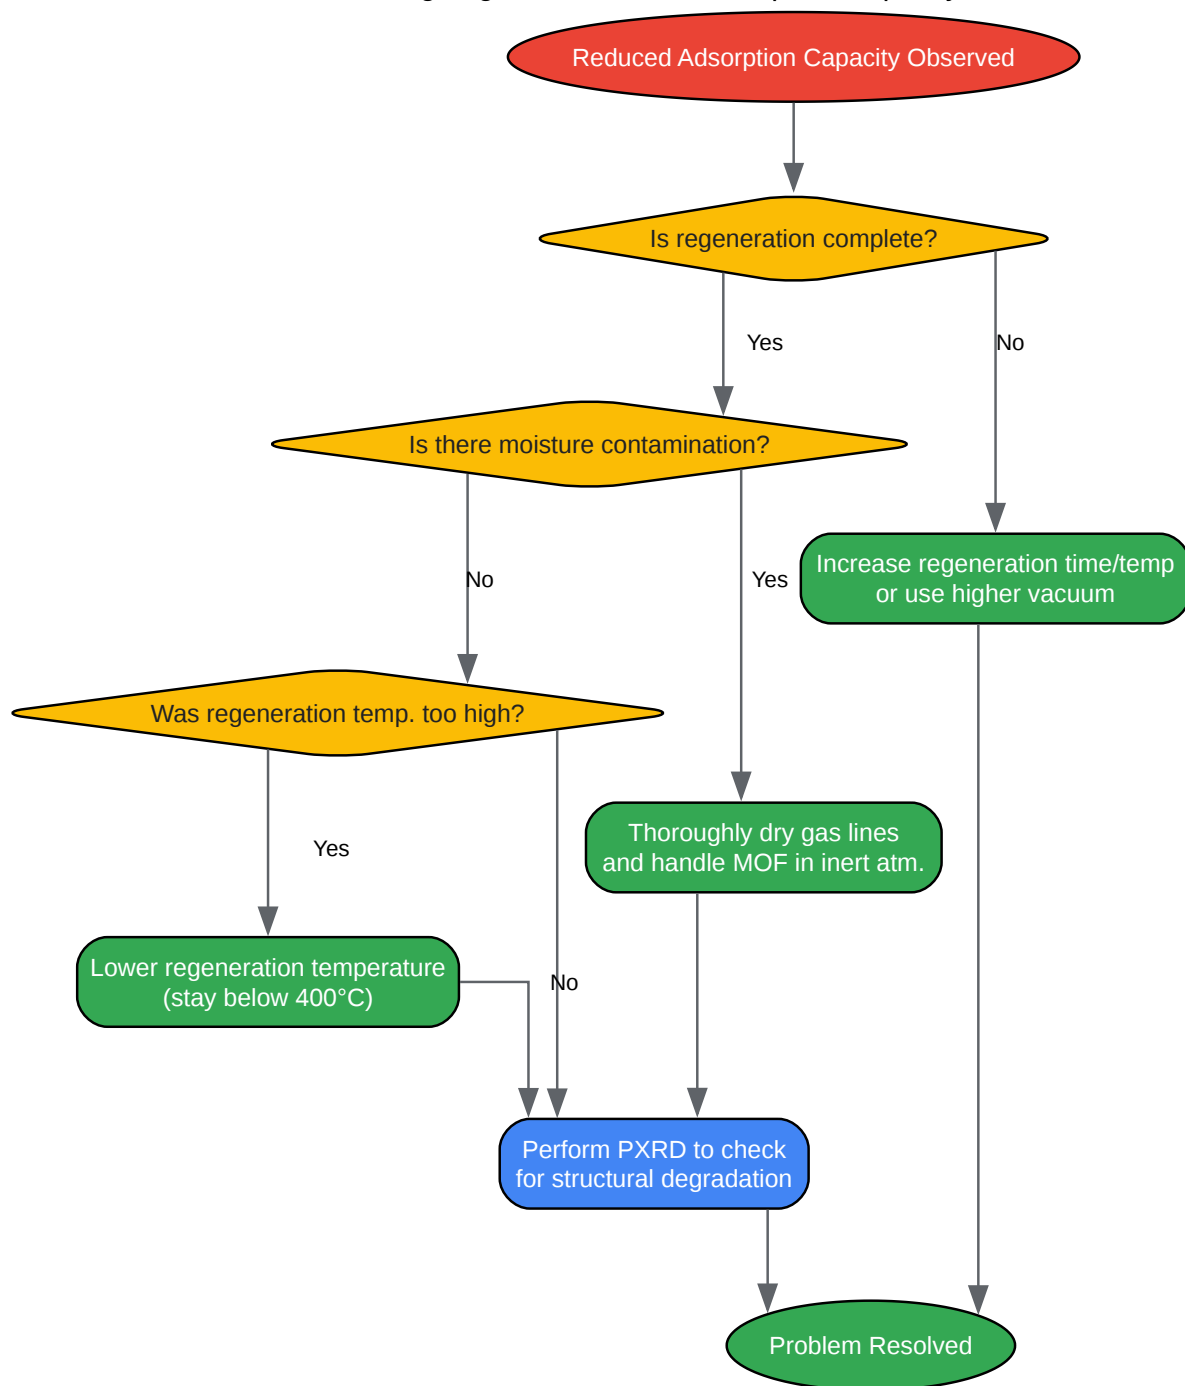 Reduced Adsorption Capacity Observed
Is regeneration complete?
Yes
No
Is there moisture contamination?
Increase regeneration time/temp
or use higher vacuum
No
Yes
Was regeneration temp. too high?
Thoroughly dry gas lines
and handle MOF in inert atm.
Yes
Lower regeneration temperature
(stay below 400°C)
No
Perform PXRD to check
for structural degradation
Problem Resolved